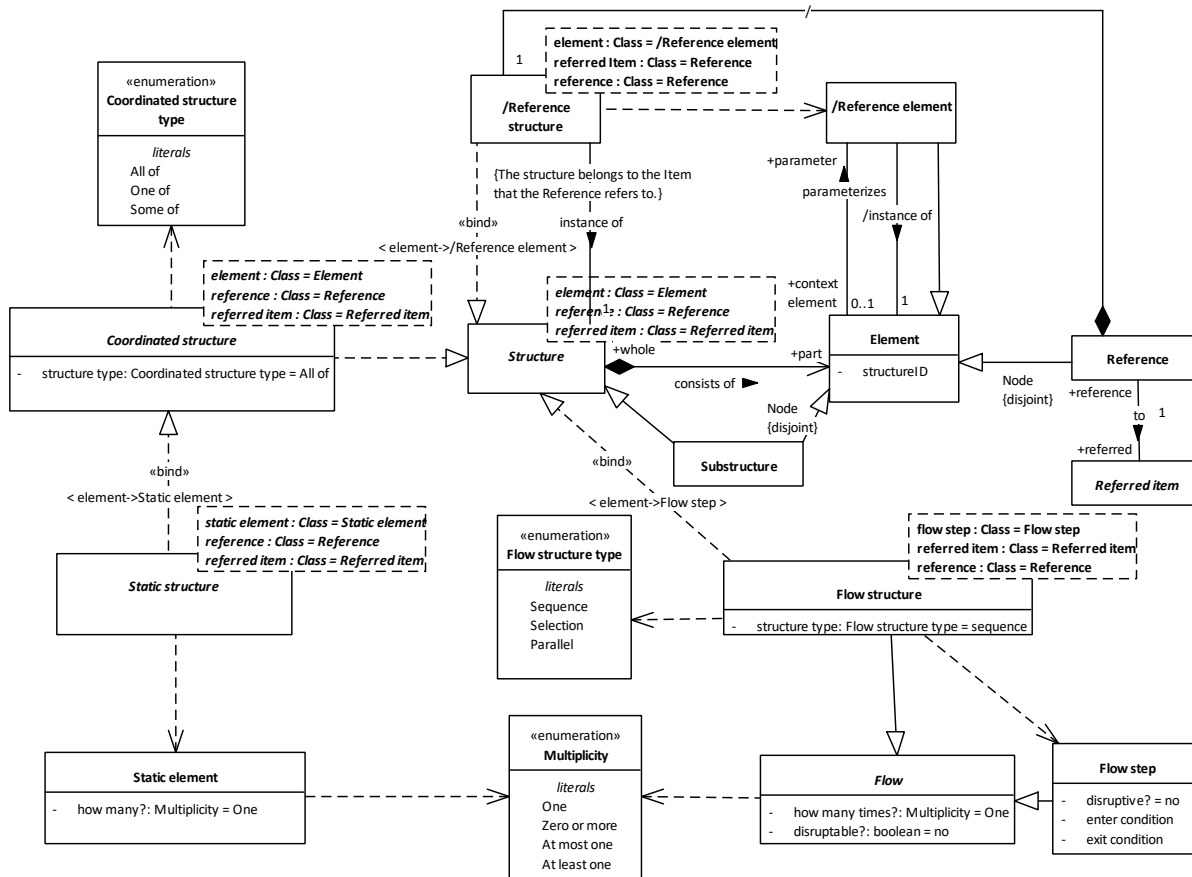 /
element : Class = /Reference element
referred Item : Class = Reference
reference : Class = Reference
1
/Reference
structure
/Reference element
«enumeration»
Coordinated structure
type
literals
All of
One of
Some of
{The structure belongs to the Item
that the Reference refers to.}
«bind»
< element->/Reference element >
instance of
1
+parameter
parameterizes
/instance of
+context
element
0..1
1
element : Class = Element
reference : Class = Reference
referred item : Class = Referred item
Coordinated structure
- structure type: Coordinated structure type = All of
element : Class = Element
reference : Class = Reference
referred item : Class = Referred item
Structure
+whole
consists of
+part
Element
- structureID
Reference
Node
{disjoint}
+reference
to
1
+referred
Referred item
Node
{disjoint}
Substructure
«bind»
< element->Static element >
«bind»
< element->Flow step >
static element : Class = Static element
reference : Class = Reference
referred item : Class = Referred item
Static structure
«enumeration»
Flow structure type
literals
Sequence
Selection
Parallel
flow step : Class = Flow step
referred item : Class = Referred item
reference : Class = Reference
Flow structure
- structure type: Flow structure type = sequence
Static element
- how many?: Multiplicity = One
«enumeration»
Multiplicity
literals
One
Zero or more
At most one
At least one
Flow
- how many times?: Multiplicity = One
- disruptable?: boolean = no
Flow step
- disruptive? = no
- enter condition
- exit condition